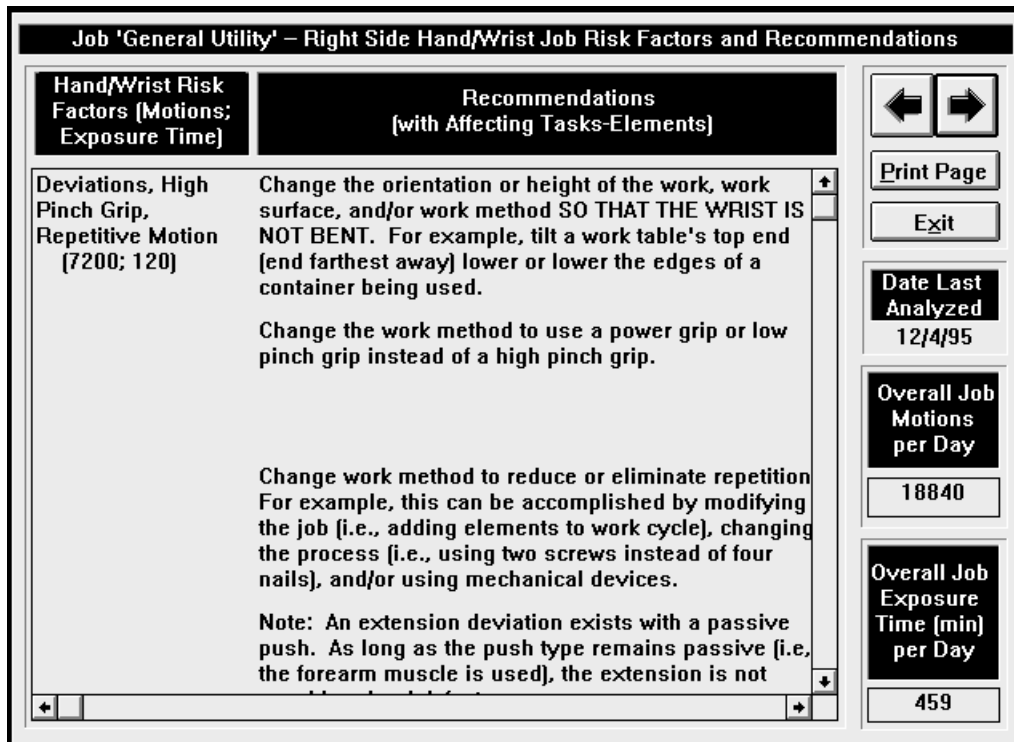 Job 'General Utility' – Right Side Hand/Wrist Job Risk Factors and Recommendations
Hand/Wrist Risk
Factors (Motions;
Exposure Time)
Recommendations
(with Affecting Tasks-Elements)
Deviations, High
Pinch Grip,
Repetitive Motion
(7200; 120)
Change the orientation or height of the work, work
surface, and/or work method SO THAT THE WRIST IS
NOT BENT. For example, tilt a work table's top end
(end farthest away) lower or lower the edges of a
container being used.
Change the work method to use a power grip or low
pinch grip instead of a high pinch grip.
Change work method to reduce or eliminate repetition
For example, this can be accomplished by modifying
the job (i.e., adding elements to work cycle), changing
the process (i.e., using two screws instead of four
nails), and/or using mechanical devices.
Note: An extension deviation exists with a passive
push. As long as the push type remains passive (i.e,
the forearm muscle is used), the extension is not
Print Page
Exit
Date Last
Analyzed
12/4/95
Overall Job
Motions
per Day
18840
Overall Job
Exposure
Time (min)
per Day
459